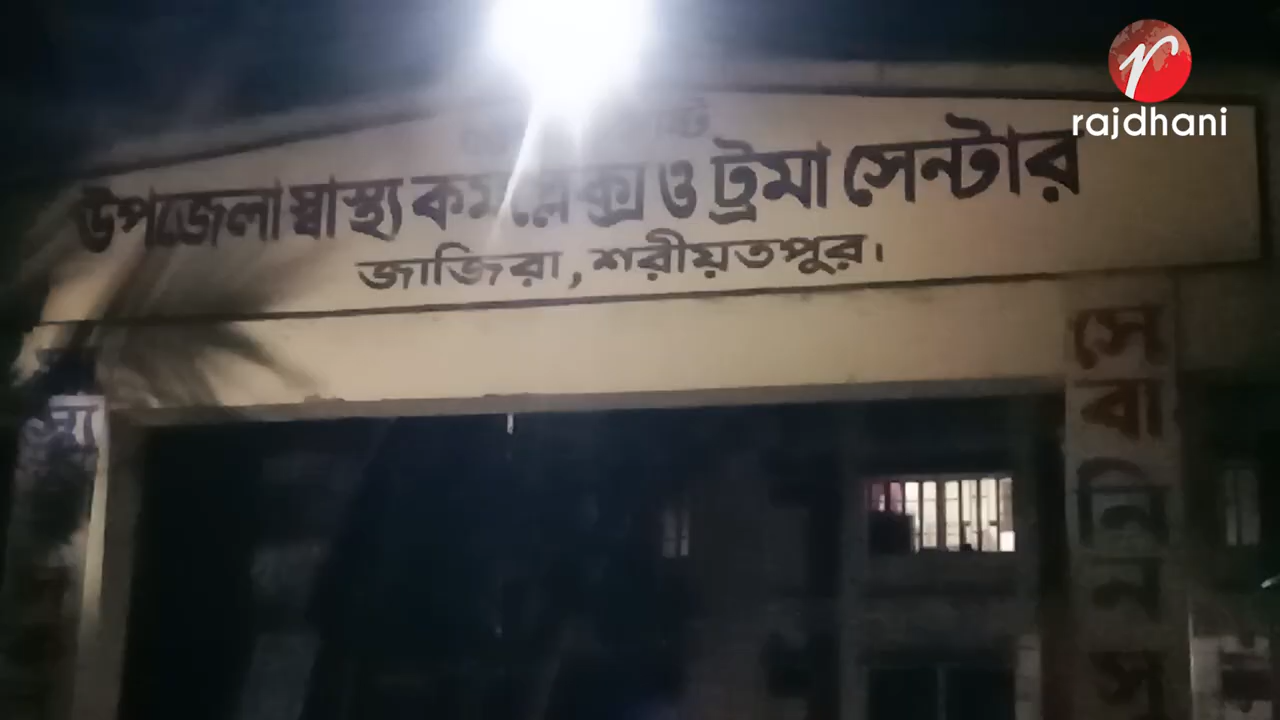 rajdhani
উপজেলা স্বাস্থ্য কমপ্লেক্স ও ট্রমা সেন্টার
জাজিরা, শরীয়তপুর।
সে
বা
নি
ন